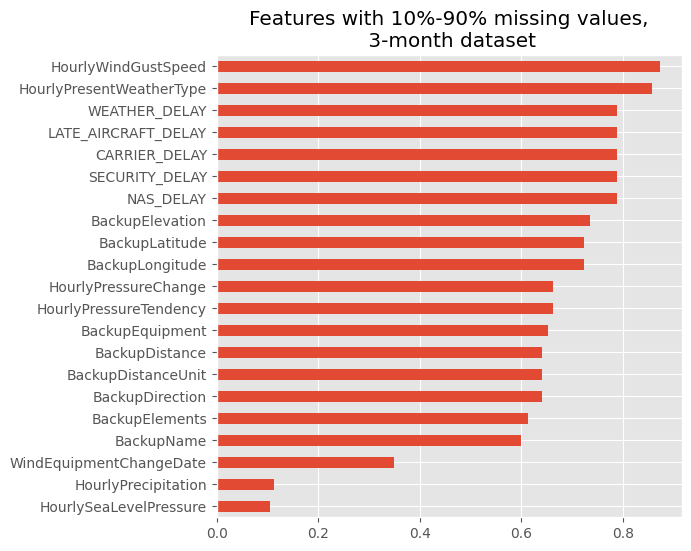 Features with 10%-90% missing values,
3-month dataset
HourlyWindGustSpeed
HourlyPresentWeatherType
WEATHER_DELAY
LATE_AIRCRAFT_DELAY
CARRIER_DELAY
SECURITY_DELAY
NAS_DELAY
BackupElevation
BackupLatitude
BackupLongitude
HourlyPressureChange
HourlyPressureTendency
BackupEquipment
BackupDistance
BackupDistanceUnit
BackupDirection
BackupElements
BackupName
WindEquipmentChangeDate
HourlyPrecipitation
HourlySeaLevelPressure
0.0 0.2 0.4 0.6 0.8